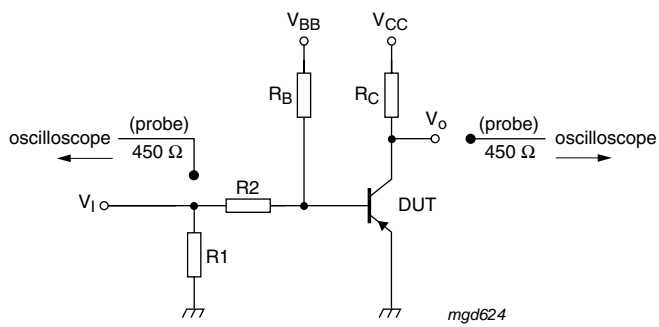 V_BB
V_CC
R_B
R_C
V_o
(probe)
450 Ω
oscilloscope
(probe)
450 Ω
oscilloscope
R2
DUT
V_I
R1
mgd624